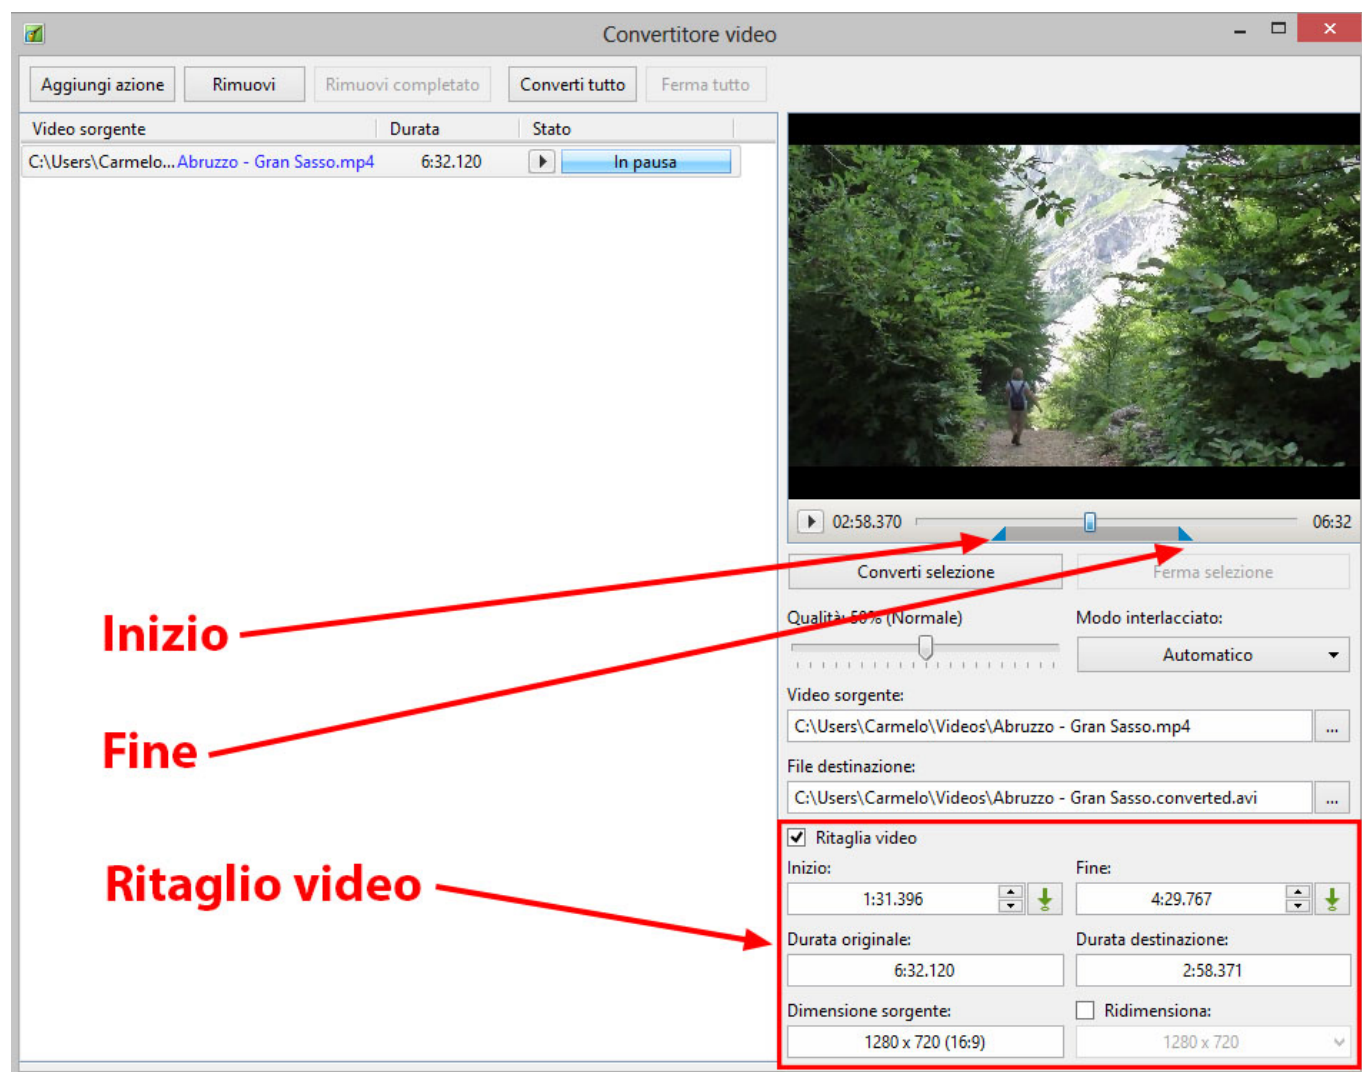 Convertitore video
Aggiungi azione Rimuovi Rimuovi completato Converti tutto Ferma tutto
Video sorgente Durata Stato
C:\Users\Carmelo...Abruzzo - Gran Sasso.mp4 6:32.120 In pausa
02:58.370 06:32
Converti selezione Ferma selezione
Inizio
Qualità: 50% (Normale) Modo interlacciato:
Automatico
Video sorgente:
C:\Users\Carmelo\Videos\Abruzzo - Gran Sasso.mp4 ...
Fine
File destinazione:
C:\Users\Carmelo\Videos\Abruzzo - Gran Sasso.converted.avi ...
Ritaglio video
Ritaglia video
Inizio: Fine:
1:31.396 4:29.767
Durata originale: Durata destinazione:
6:32.120 2:58.371
Dimensione sorgente: Ridimensiona:
1280 x 720 (16:9) 1280 x 720